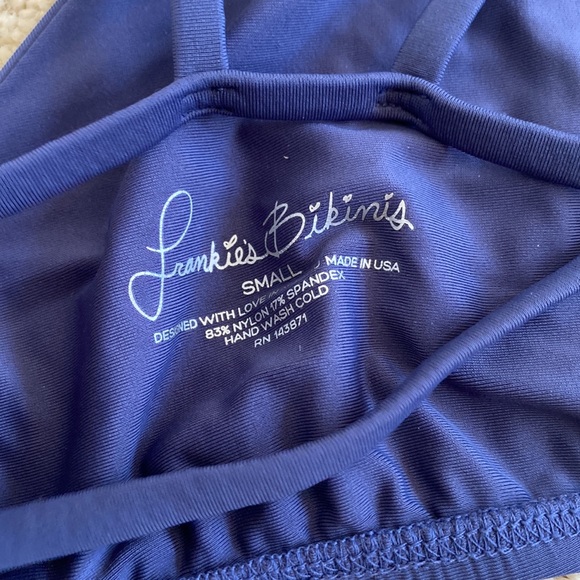 Frankie's Bikinis
SMALL
DESIGNED WITH LOVE MADE IN USA
83% NYLON 17% SPANDEX
HAND WASH COLD
RN 143871